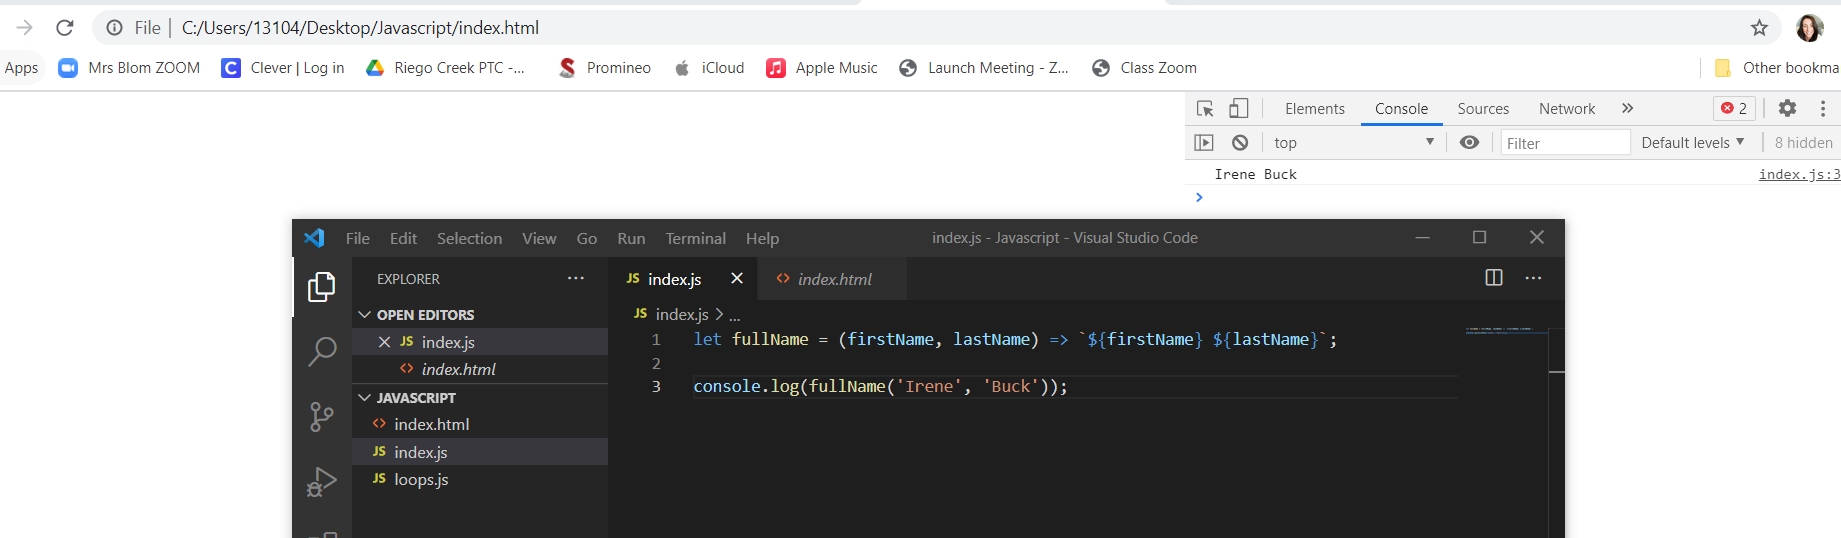 File | C:/Users/13104/Desktop/Javascript/index.html
Apps Mrs Blom ZOOM Clever | Log in Riego Creek PTC -... Promineo iCloud Apple Music Launch Meeting - Z... Class Zoom Other bookma
Elements Console Sources Network » 2
top Filter Default levels ▼ 8 hidden
Irene Buck index.js:3
>
File Edit Selection View Go Run Terminal Help index.js - Javascript - Visual Studio Code
EXPLORER ...
JS index.js <> index.html
OPEN EDITORS
JS index.js > ...
JS index.js
<> index.html
JAVASCRIPT
<> index.html
JS index.js
JS loops.js
1 let fullName = (firstName, lastName) => `${firstName} ${lastName}`;
2
3 console.log(fullName('Irene', 'Buck'));